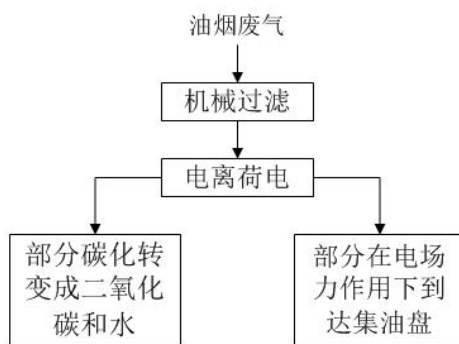 油烟废气
机械过滤
电离荷电
部分碳化转
变成二氧化
碳和水
部分在电场
力作用下到
达集油盘